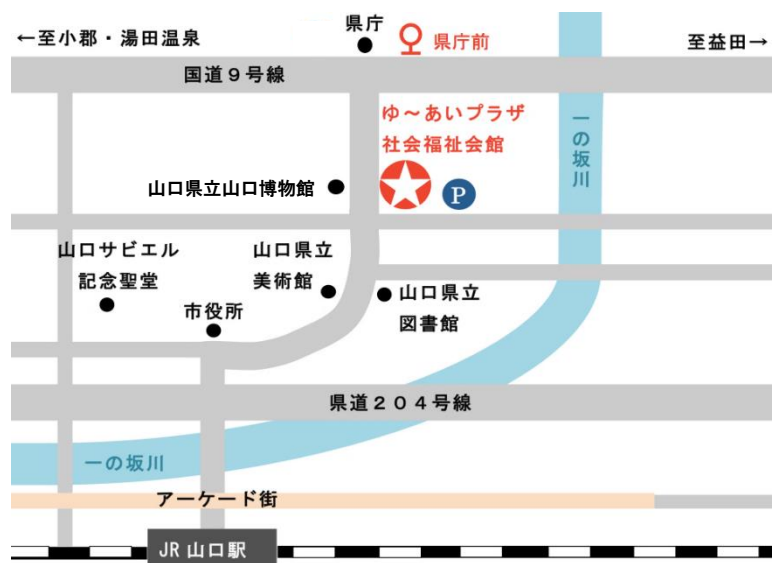 県庁
県庁前
←至小郡・湯田温泉
至益田→
国道９号線
ゆ～あいプラザ
社会福祉会館
一の坂川
山口県立山口博物館
P
山口サビエル
記念聖堂
山口県立
美術館
市役所
山口県立
図書館
県道２０４号線
一の坂川
アーケード街
JR 山口駅